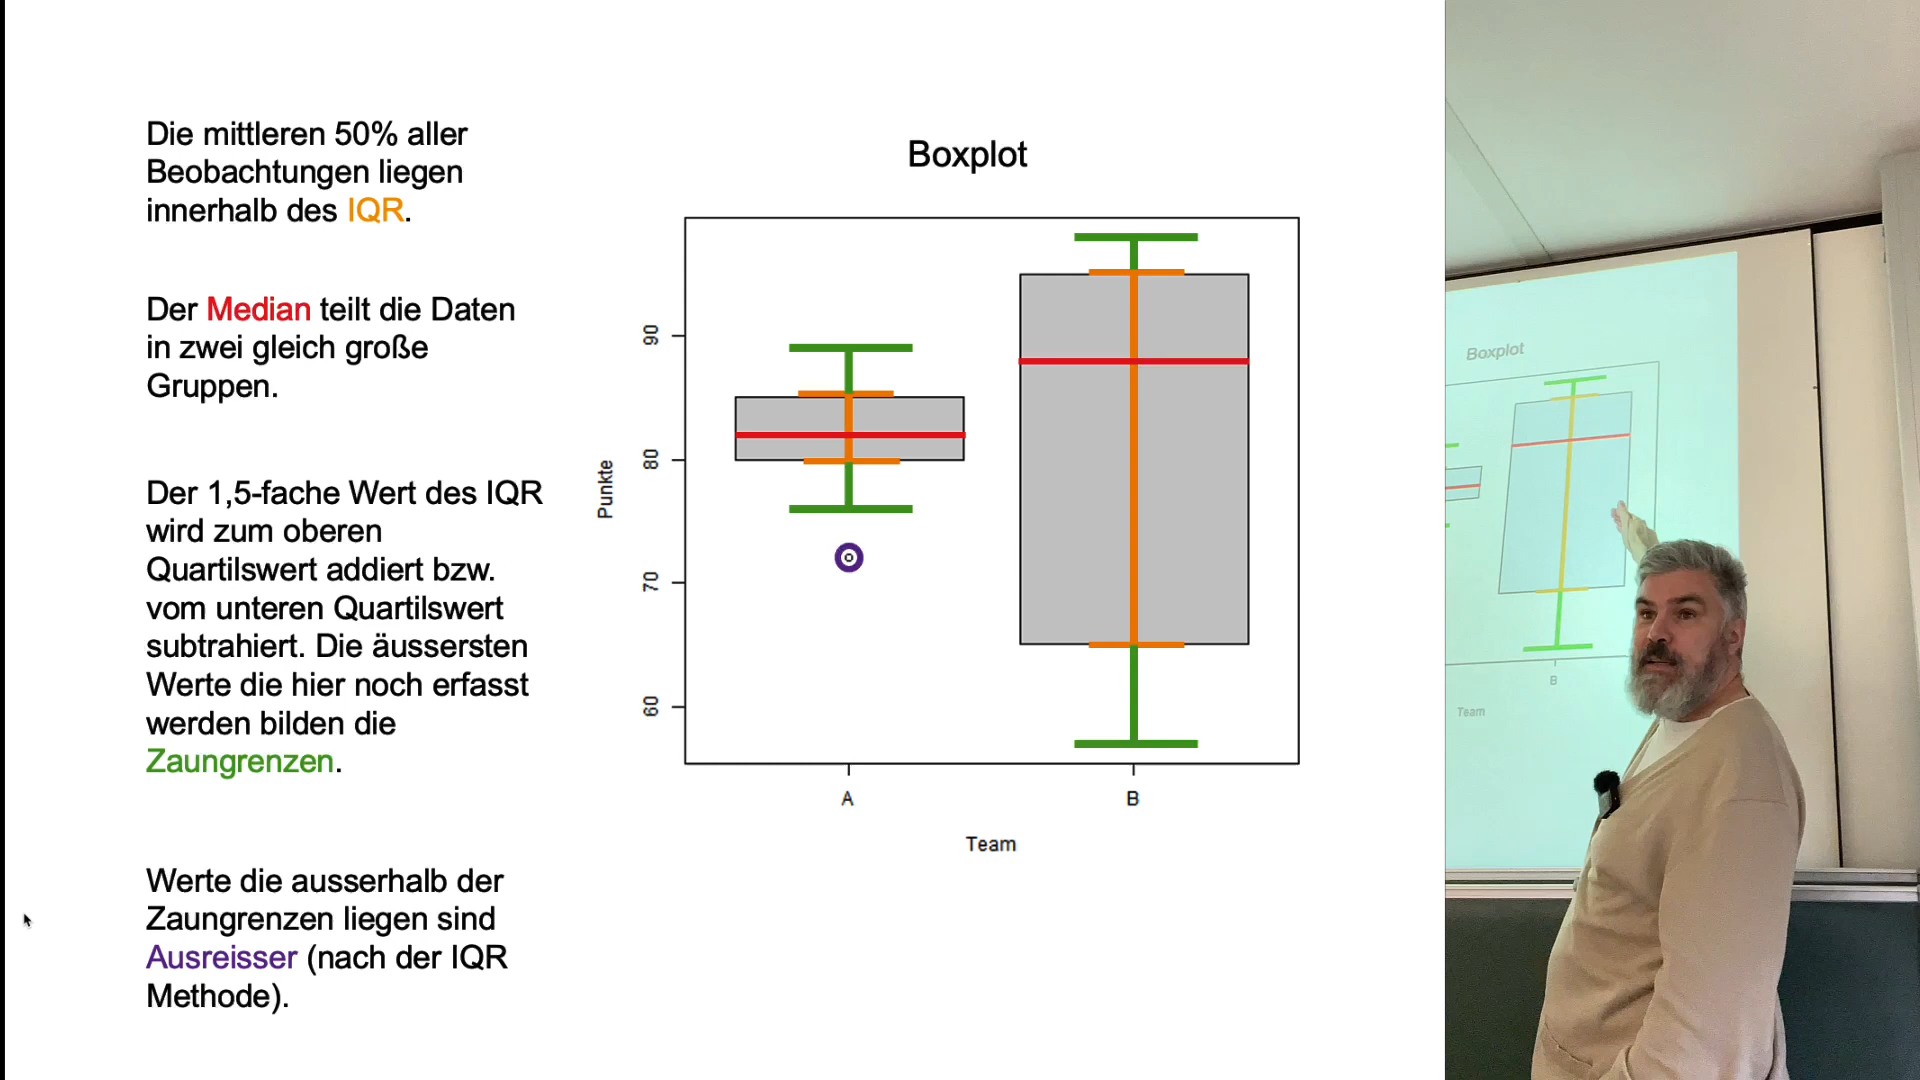 Die mittleren 50% aller
Beobachtungen liegen
innerhalb des IQR.
Der Median teilt die Daten
in zwei gleich große
Gruppen.
Der 1,5-fache Wert des IQR
wird zum oberen
Quartilswert addiert bzw.
vom unteren Quartilswert
subtrahiert. Die äussersten
Werte die hier noch erfasst
werden bilden die
Zaungrenzen.
Werte die ausserhalb der
Zaungrenzen liegen sind
Ausreisser (nach der IQR
Methode).
Boxplot
Punkte
90
80
70
60
A
B
Team
Boxplot
B
Team